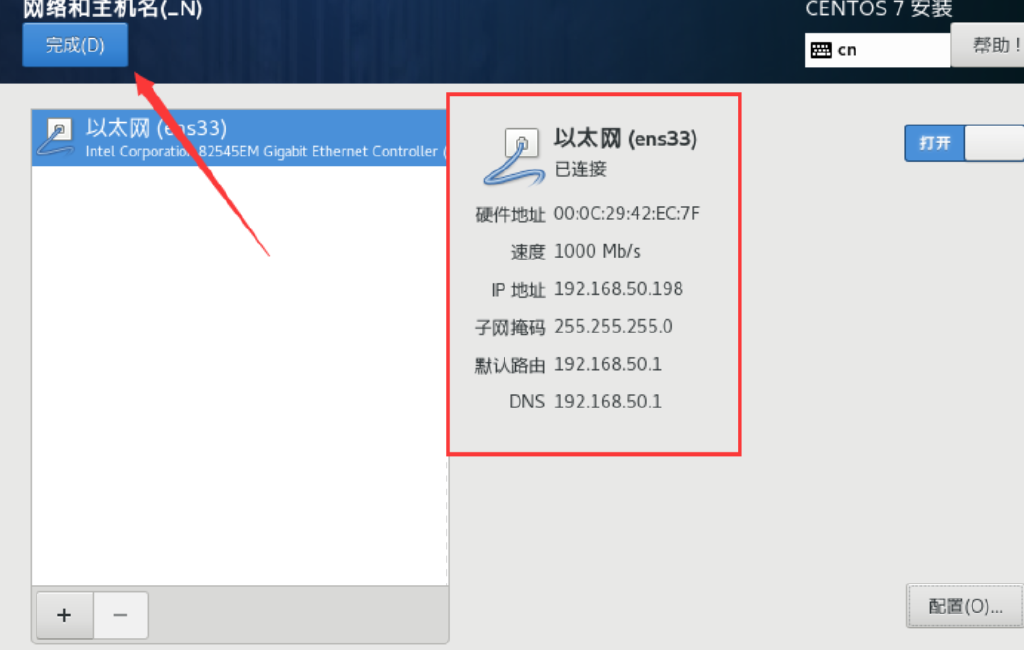 网络和主机名(_N)
CENTOS 7 安装
完成(D)
cn
帮助！
以太网 (ens33)
Intel Corporation 82545EM Gigabit Ethernet Controller (
以太网 (ens33)
已连接
打开
硬件地址 00:0C:29:42:EC:7F
速度 1000 Mb/s
IP 地址 192.168.50.198
子网掩码 255.255.255.0
默认路由 192.168.50.1
DNS 192.168.50.1
+
−
配置(O)...